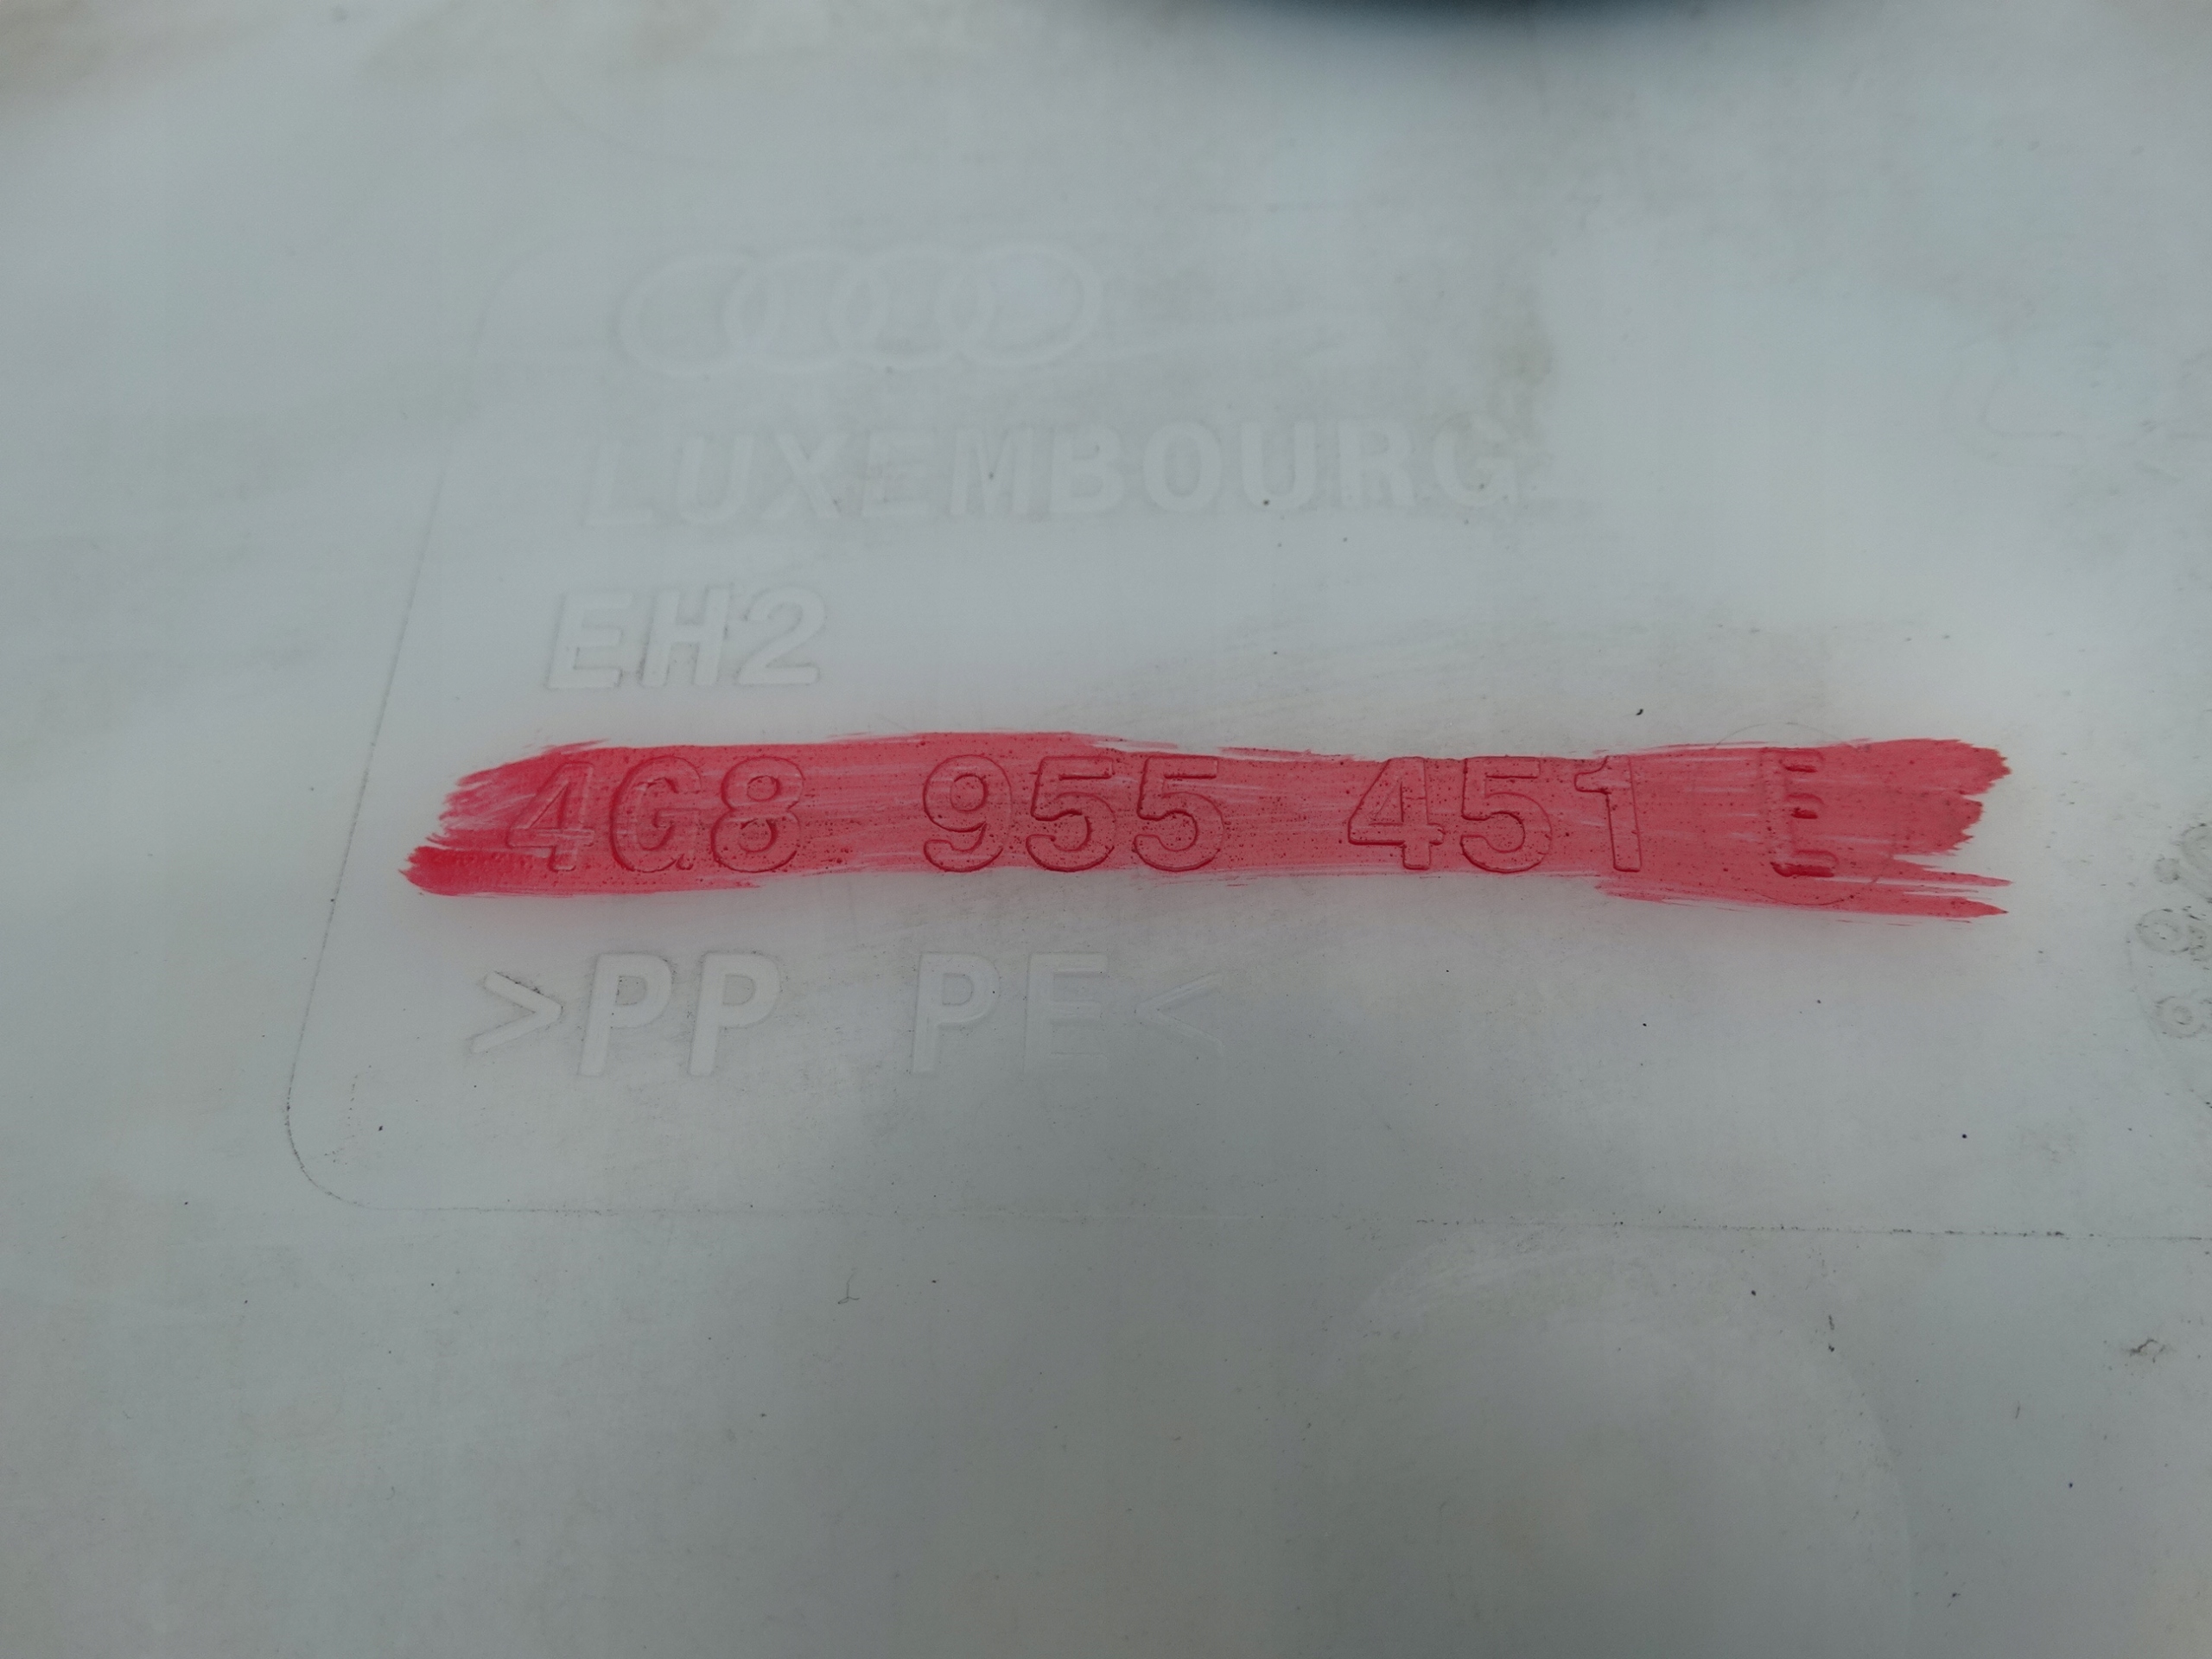 LUXEMBOURG
EH2
4G8 955 451 E
>PP PE<